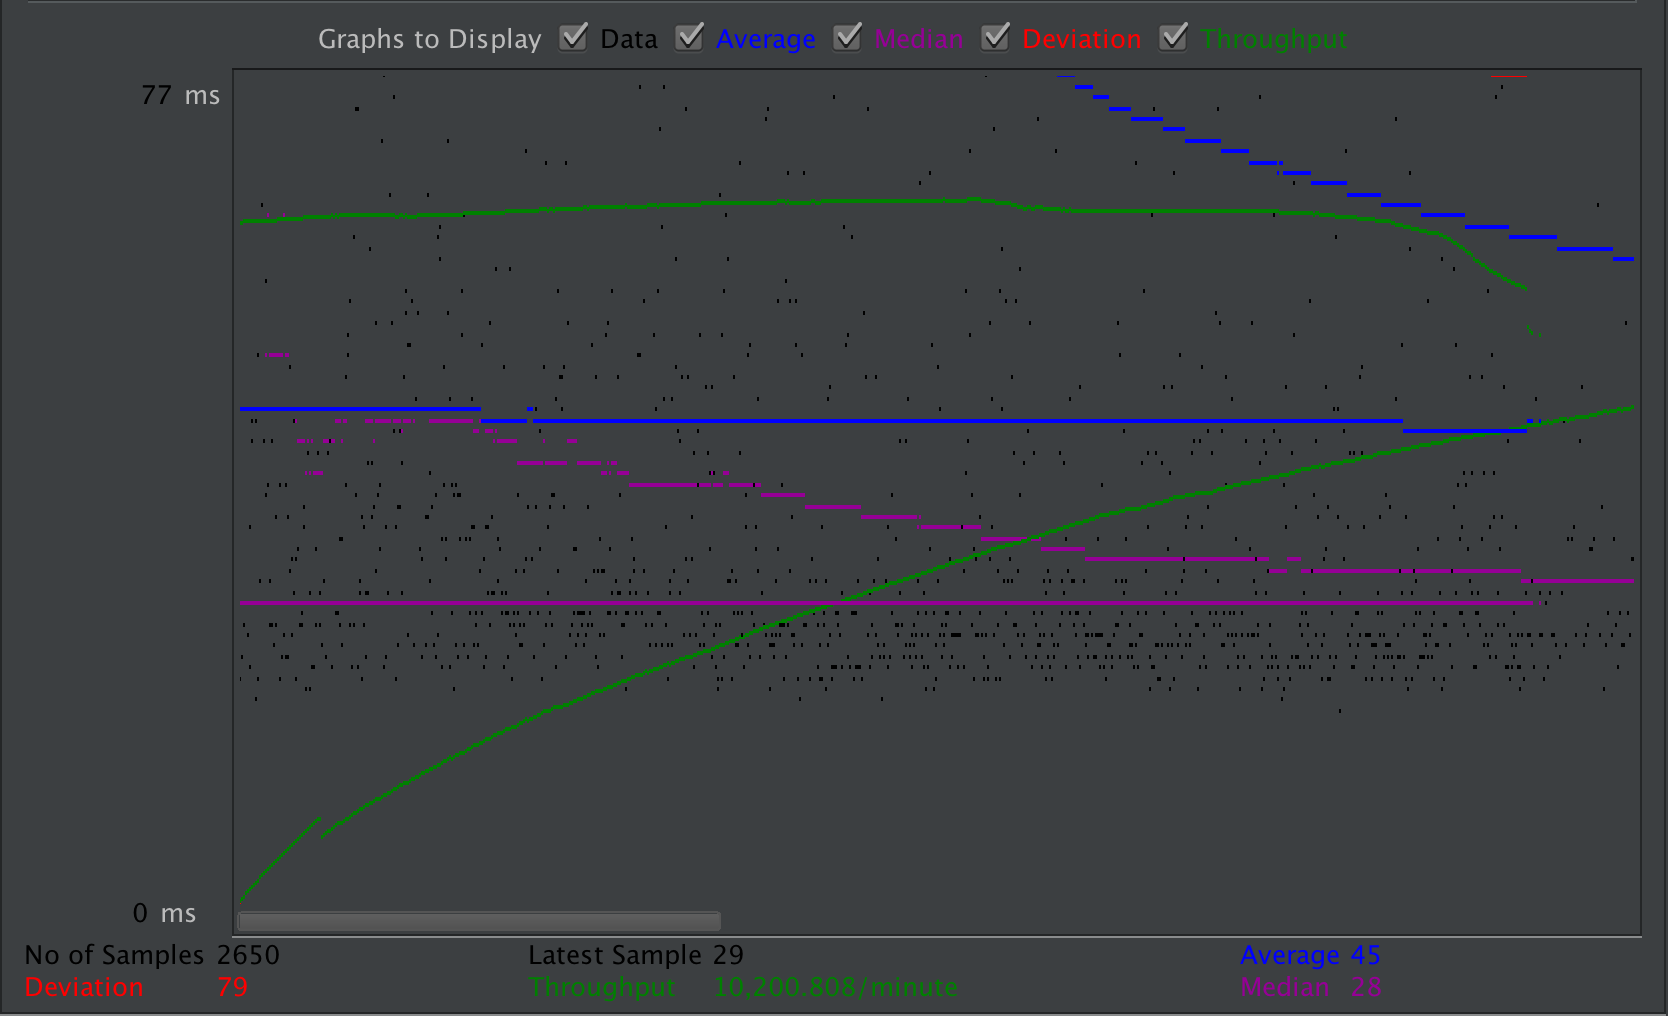 Graphs to Display Data Average Median Deviation Throughput
77 ms
0 ms
No of Samples 2650 Latest Sample 29 Average 45
Deviation 79 Throughput 10,200.808/minute Median 28